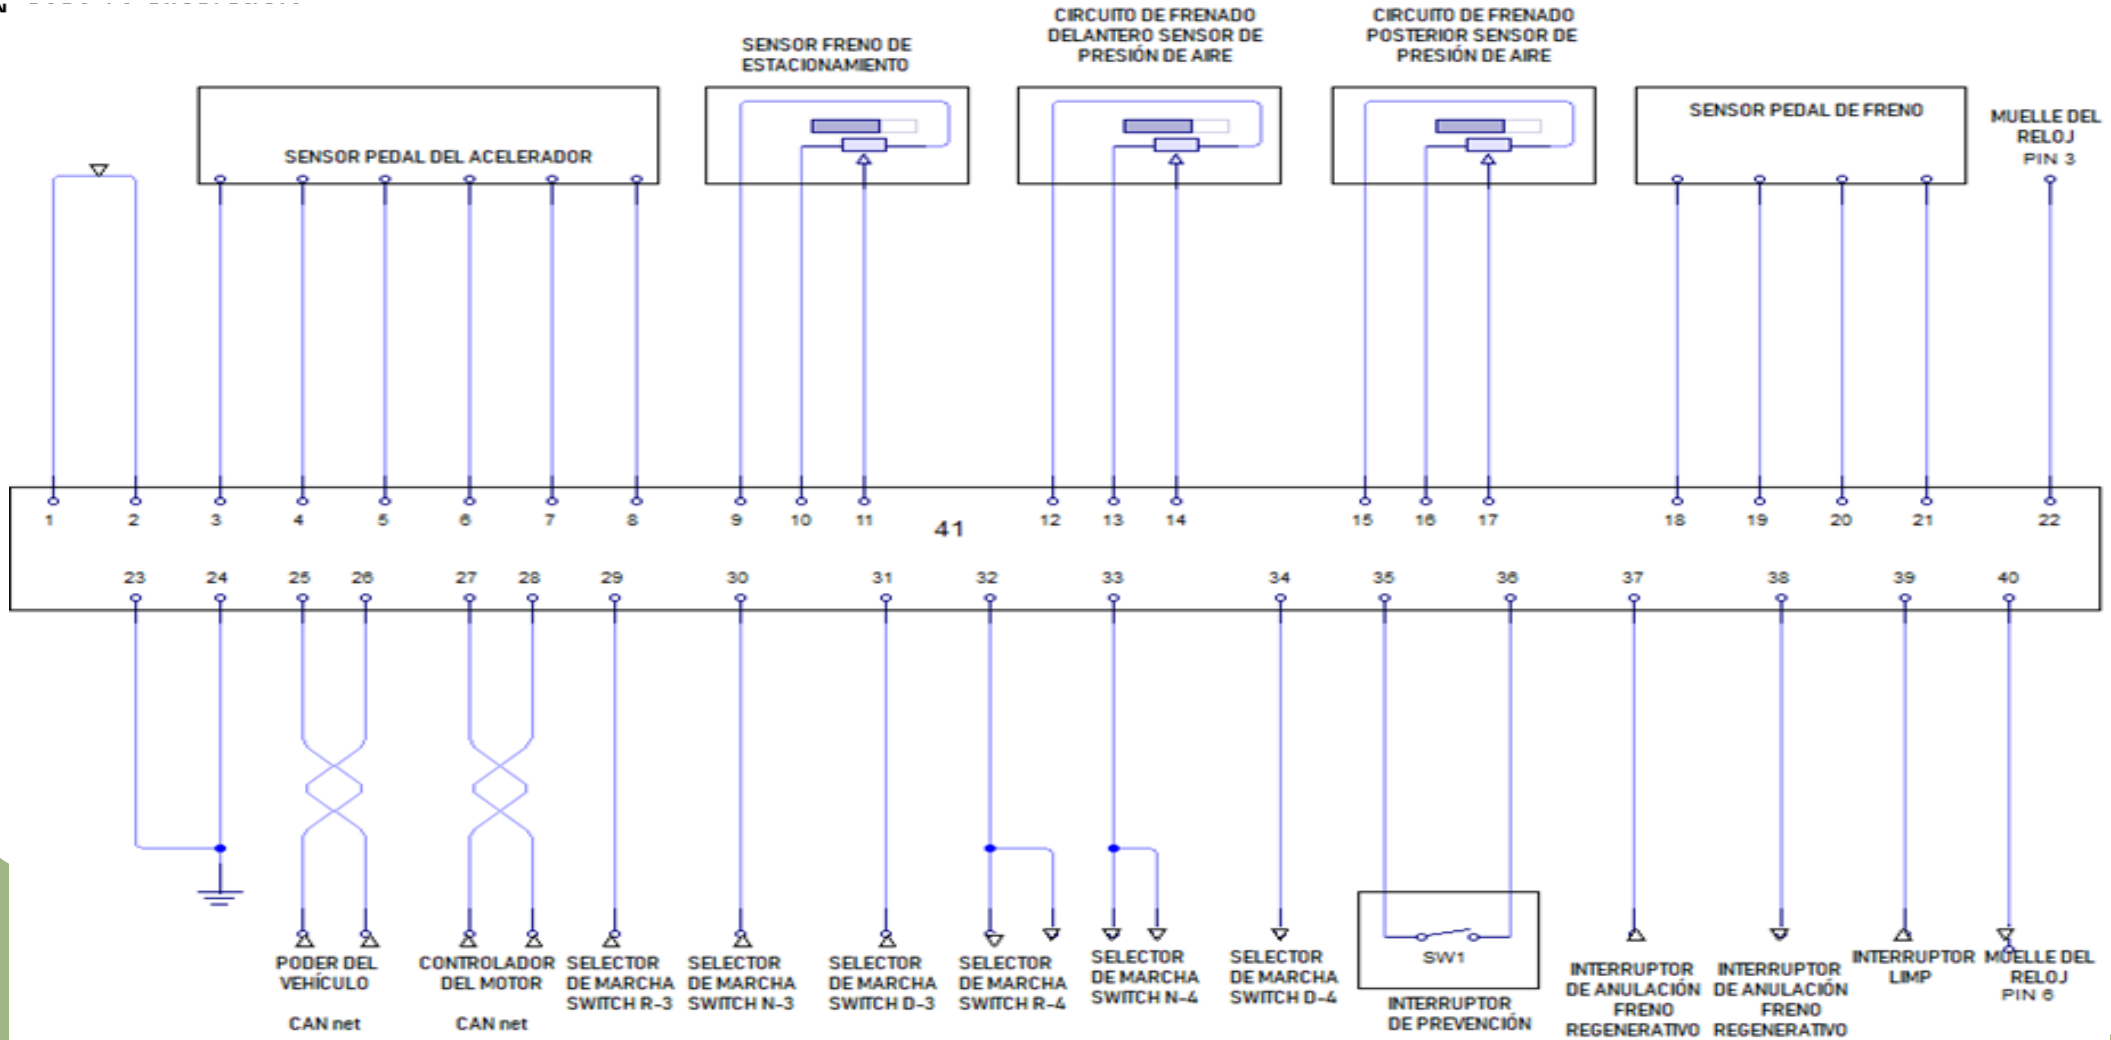 CIRCUITO DE FRENADO
DELANTERO SENSOR DE
PRESIÓN DE AIRE
CIRCUITO DE FRENADO
POSTERIOR SENSOR DE
PRESIÓN DE AIRE
SENSOR FRENO DE
ESTACIONAMIENTO
SENSOR PEDAL DEL ACELERADOR
SENSOR PEDAL DE FRENO
MUELLE DEL
RELOJ
PIN 3
1 2 3 4 5 6 7 8 9 10 11 12 13 14 15 16 17 18 19 20 21 22
41
23 24 25 26 27 28 29 30 31 32 33 34 35 36 37 38 39 40
PODER DEL
VEHÍCULO
CAN net
CONTROLADOR
DEL MOTOR
CAN net
SELECTOR
DE MARCHA
SWITCH R-3
SELECTOR
DE MARCHA
SWITCH N-3
SELECTOR
DE MARCHA
SWITCH D-3
SELECTOR
DE MARCHA
SWITCH R-4
SELECTOR
DE MARCHA
SWITCH N-4
SELECTOR
DE MARCHA
SWITCH D-4
SW1
INTERRUPTOR
DE PREVENCIÓN
INTERRUPTOR
DE ANULACIÓN
FRENO
REGENERATIVO
INTERRUPTOR
DE ANULACIÓN
FRENO
REGENERATIVO
INTERRUPTOR
LIMP
MUELLE DEL
RELOJ
PIN 6